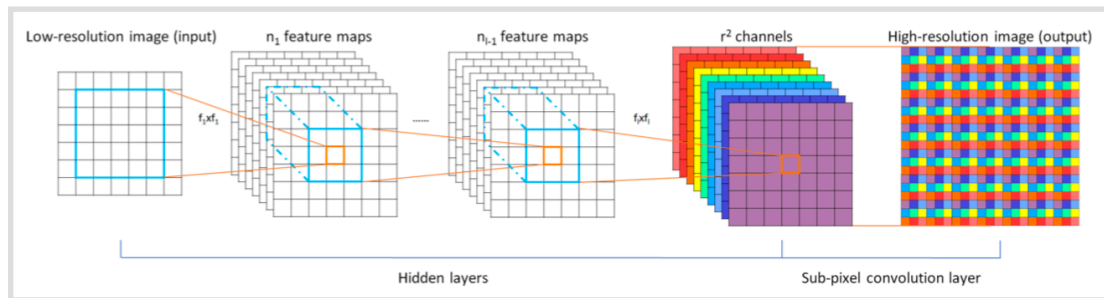 Low-resolution image (input)
n1 feature maps
nl-1 feature maps
r² channels
High-resolution image (output)
f1xf1
......
flxfl
Hidden layers
Sub-pixel convolution layer